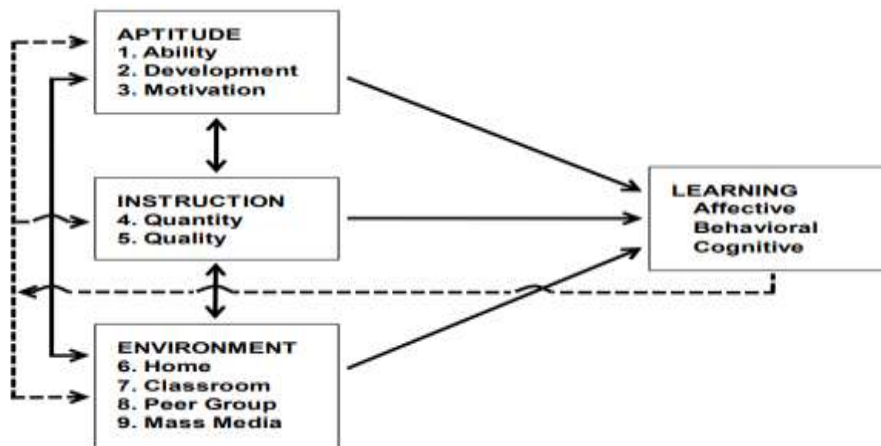 APTITUDE
1. Ability
2. Development
3. Motivation
INSTRUCTION
4. Quantity
5. Quality
ENVIRONMENT
6. Home
7. Classroom
8. Peer Group
9. Mass Media
LEARNING
Affective
Behavioral
Cognitive